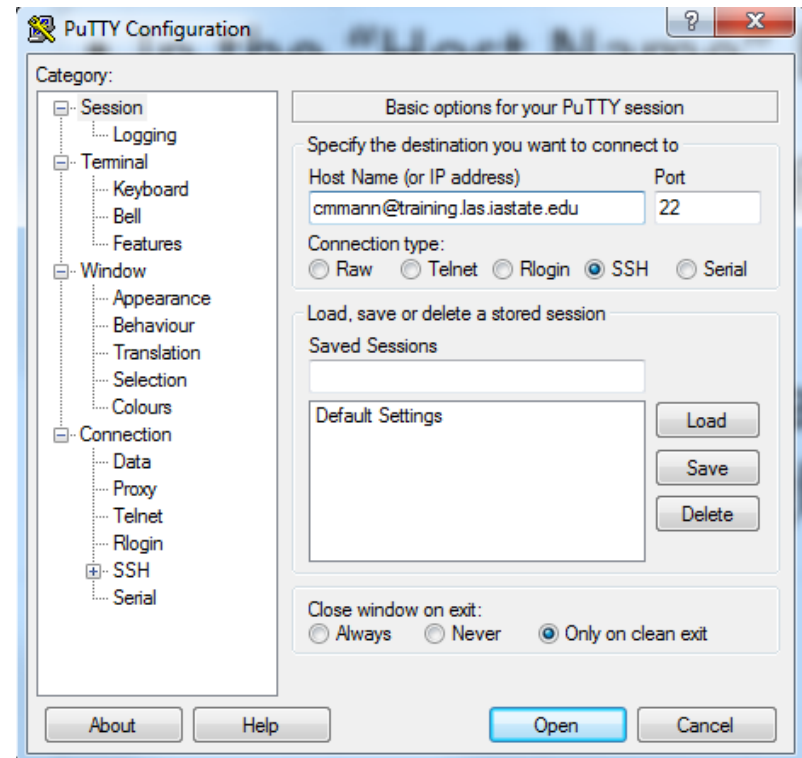 PuTTY Configuration
in the "Host Name"
Category:
Session
Logging
Terminal
Keyboard
Bell
Features
Window
Appearance
Behaviour
Translation
Selection
Colours
Connection
Data
Proxy
Telnet
Rlogin
SSH
Serial
Basic options for your PuTTY session
Specify the destination you want to connect to
Host Name (or IP address) Port
cmmann@training.las.iastate.edu 22
Connection type:
Raw Telnet Rlogin SSH Serial
Load, save or delete a stored session
Saved Sessions
Default Settings
Load
Save
Delete
Close window on exit:
Always Never Only on clean exit
About Help Open Cancel